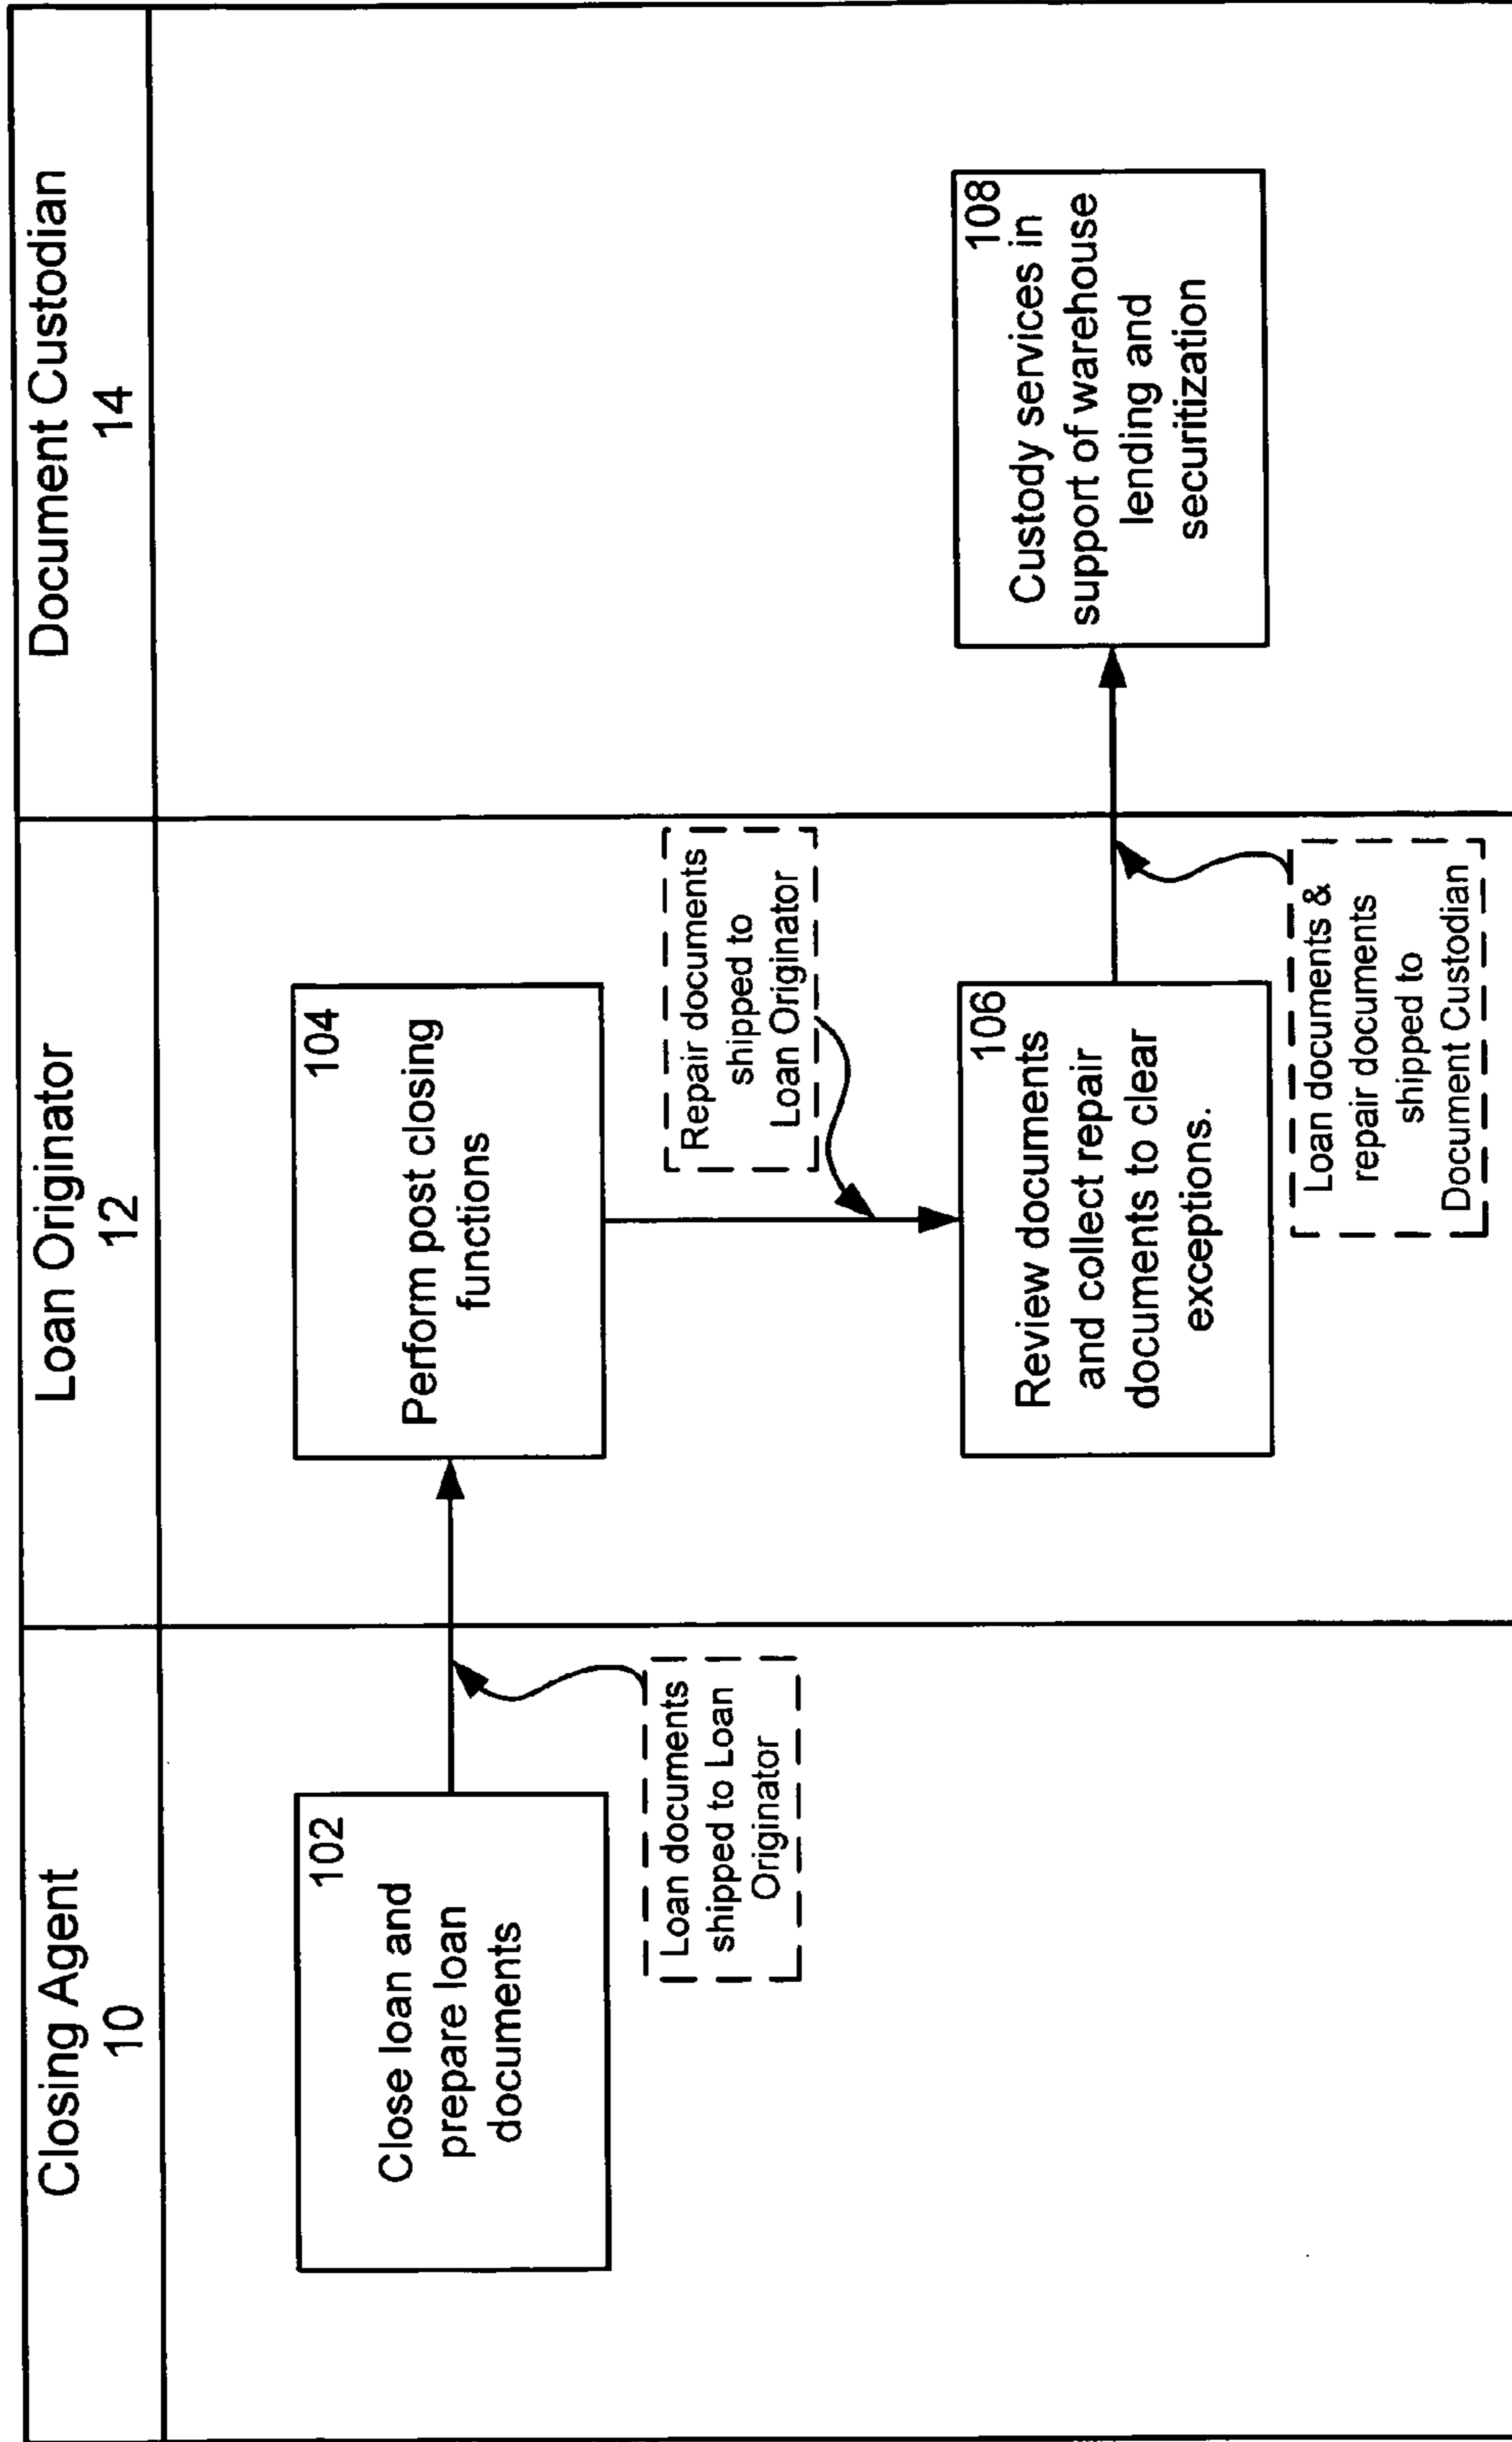 Closing Agent
10
Loan Originator
12
Document Custodian
14
102
Close loan and
prepare loan
documents
Loan documents
shipped to Loan
Originator
104
Perform post closing
functions
Repair documents
shipped to
Loan Originator
106
Review documents
and collect repair
documents to clear
exceptions.
Loan documents &
repair documents
shipped to
Document Custodian
108
Custody services in
support of warehouse
lending and
securitization